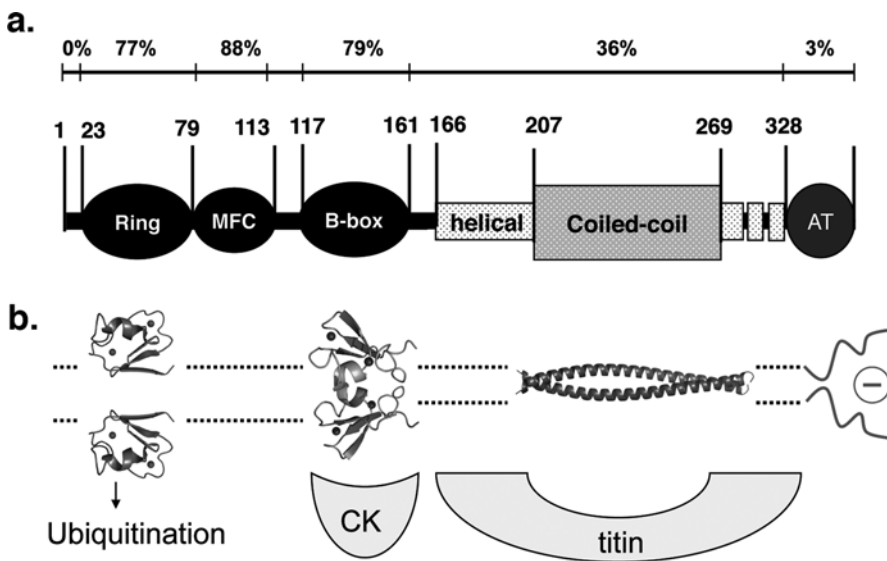 a.
0% 77% 88% 79% 36% 3%
1 23 79 113 117 161 166 207 269 328
Ring MFC B-box helical Coiled-coil AT
b.
Ubiquitination
CK
titin